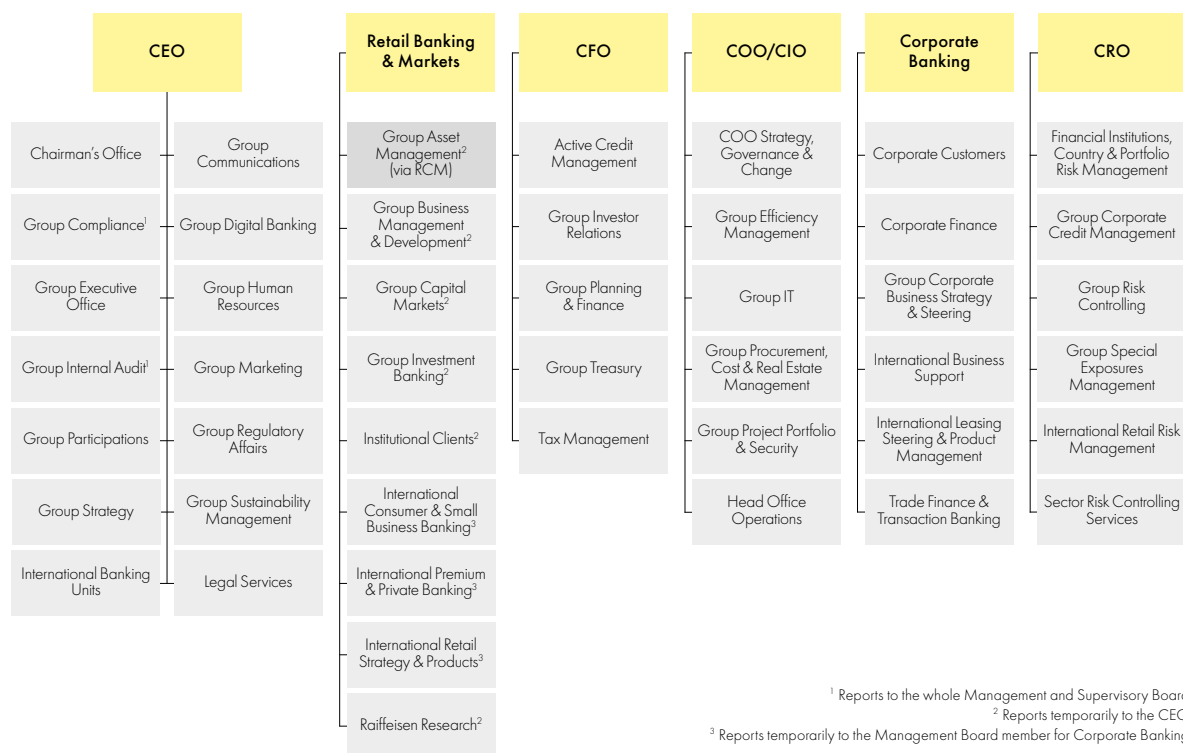 CEO
Chairman's Office
Group Compliance¹
Group Executive
Office
Group Internal Audit¹
Group Participations
Group Strategy
International Banking
Units
Group
Communications
Group Digital Banking
Group Human
Resources
Group Marketing
Group Regulatory
Affairs
Group Sustainability
Management
Legal Services
Retail Banking
& Markets
Group Asset
Management²
(via RCM)
Group Business
Management
& Development²
Group Capital
Markets²
Group Investment
Banking²
Institutional Clients²
International
Consumer & Small
Business Banking³
International Premium
& Private Banking³
International Retail
Strategy & Products³
Raiffeisen Research²
CFO
Active Credit
Management
Group Investor
Relations
Group Planning
& Finance
Group Treasury
Tax Management
COO/CIO
COO Strategy,
Governance &
Change
Group Efficiency
Management
Group IT
Group Procurement,
Cost & Real Estate
Management
Group Project Portfolio
& Security
Head Office
Operations
Corporate
Banking
Corporate Customers
Corporate Finance
Group Corporate
Business Strategy
& Steering
International Business
Support
International Leasing
Steering & Product
Management
Trade Finance &
Transaction Banking
CRO
Financial Institutions,
Country & Portfolio
Risk Management
Group Corporate
Credit Management
Group Risk
Controlling
Group Special
Exposures
Management
International Retail Risk
Management
Sector Risk Controlling
Services
¹ Reports to the whole Management and Supervisory Board
² Reports temporarily to the CEO
³ Reports temporarily to the Management Board member for Corporate Banking